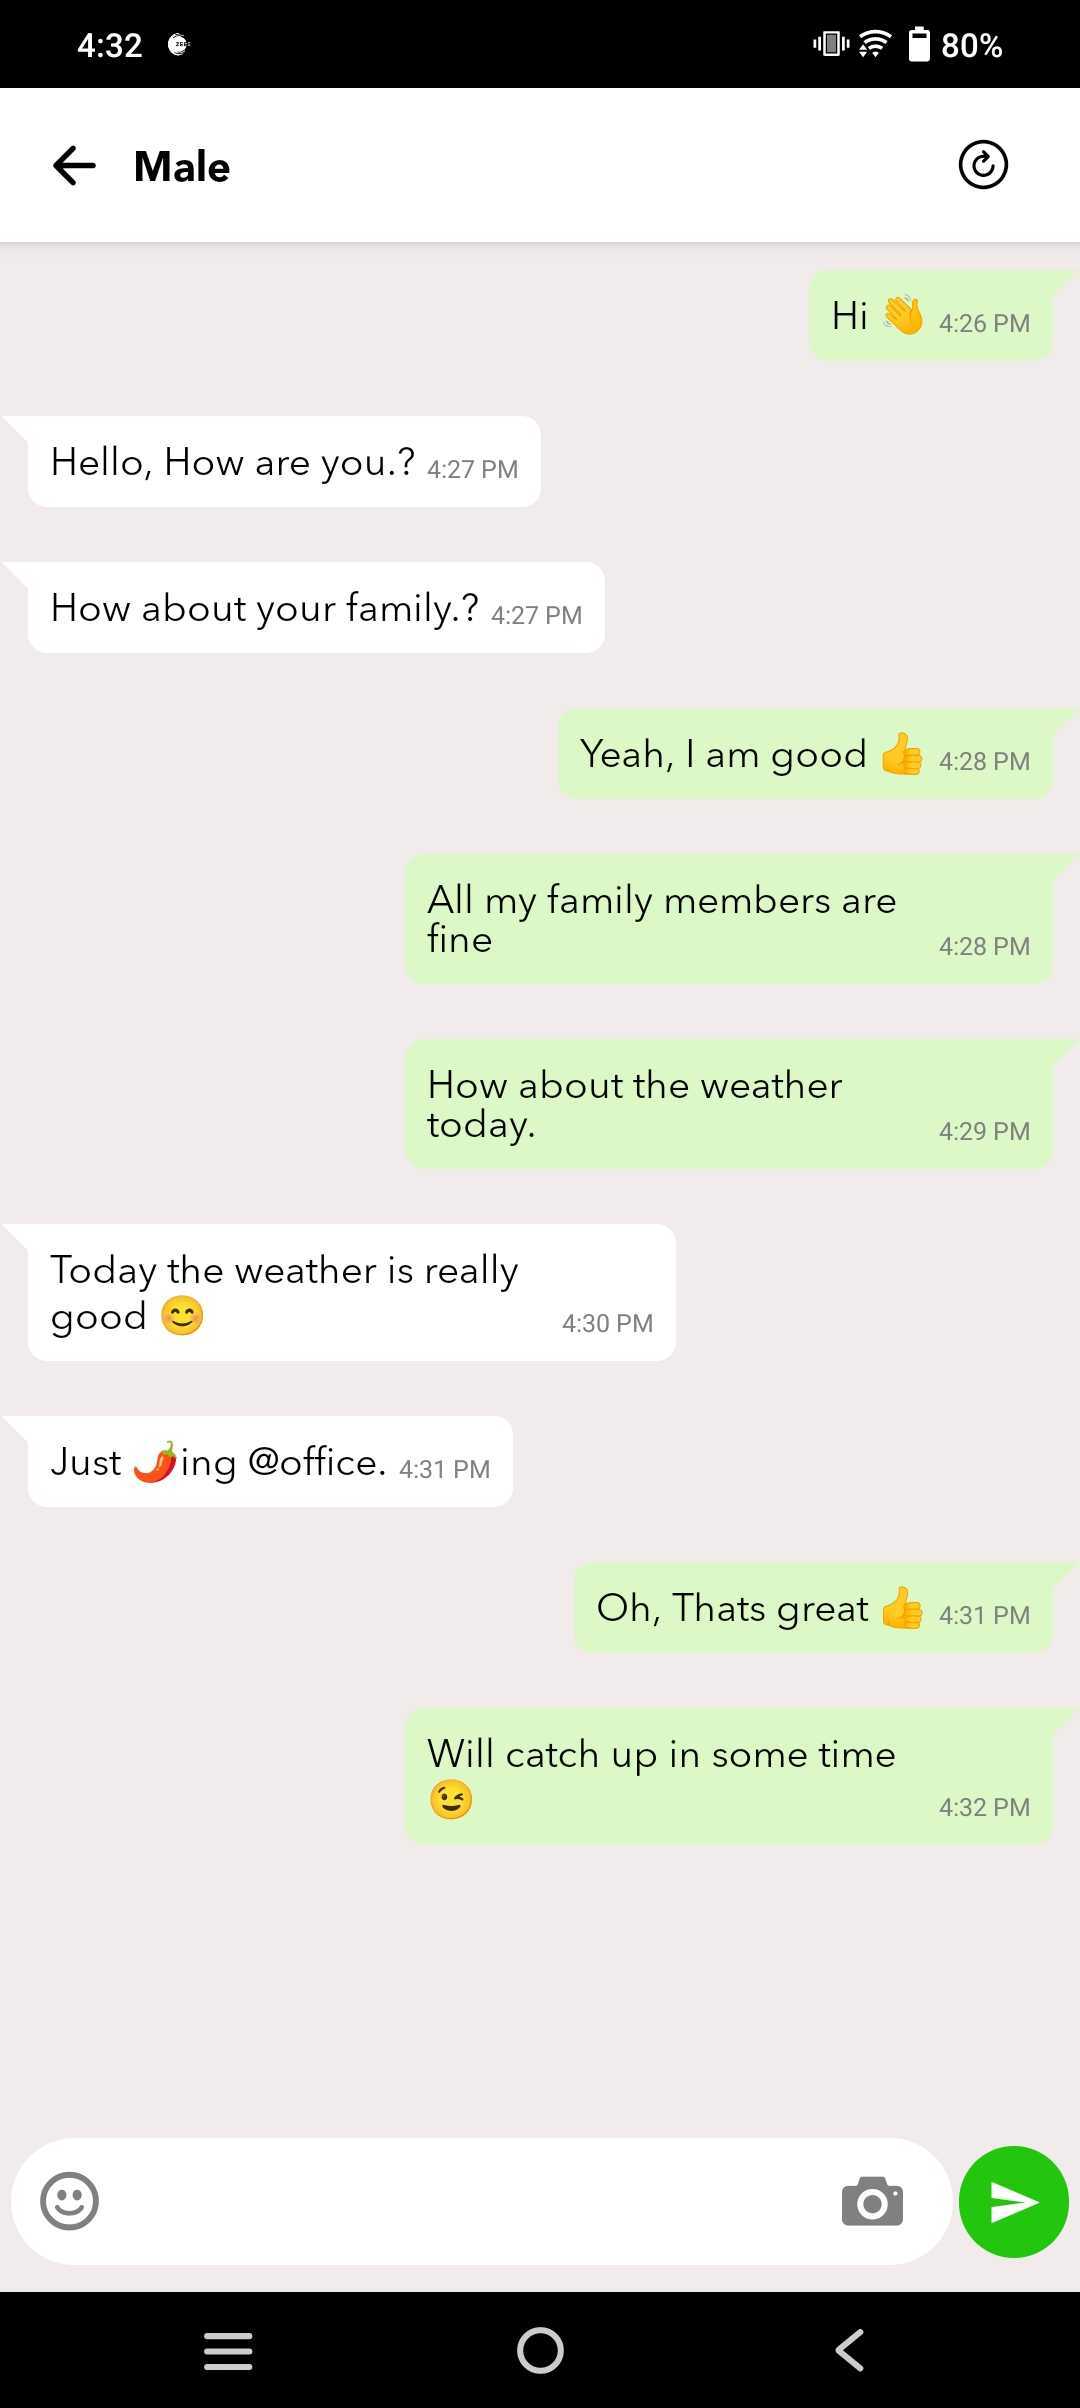 4:32
80%
Male
Hi 👋 4:26 PM
Hello, How are you.? 4:27 PM
How about your family.? 4:27 PM
Yeah, I am good 👍 4:28 PM
All my family members are
fine 4:28 PM
How about the weather
today. 4:29 PM
Today the weather is really
good 😊 4:30 PM
Just 🌶️ing @office. 4:31 PM
Oh, Thats great 👍 4:31 PM
Will catch up in some time
😉 4:32 PM